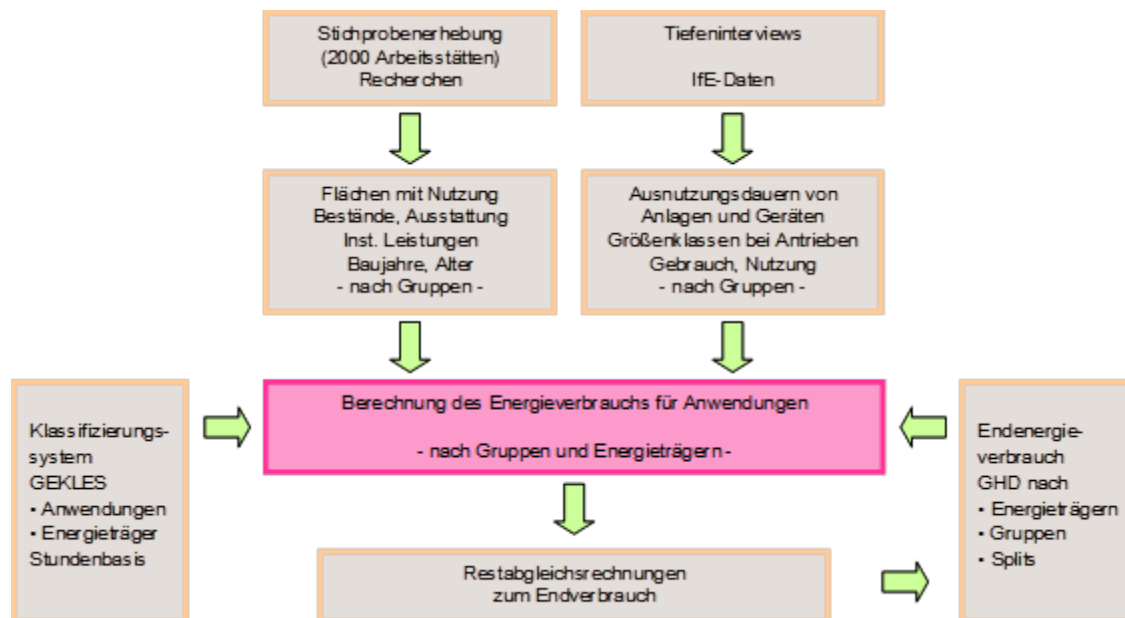 Stichprobenerhebung
(2000 Arbeitsstätten)
Recherchen
Tiefeninterviews
IfE-Daten
Flächen mit Nutzung
Bestände, Ausstattung
Inst. Leistungen
Baujahre, Alter
- nach Gruppen -
Ausnutzungsdauern von
Anlagen und Geräten
Größenklassen bei Antrieben
Gebrauch, Nutzung
- nach Gruppen -
Klassifizierungs-
system
GEKLES
• Anwendungen
• Energieträger
Stundenbasis
Berechnung des Energieverbrauchs für Anwendungen
- nach Gruppen und Energieträgern -
Endenergie-
verbrauch
GHD nach
• Energieträgern
• Gruppen
• Splits
Restabgleichsrechnungen
zum Endverbrauch